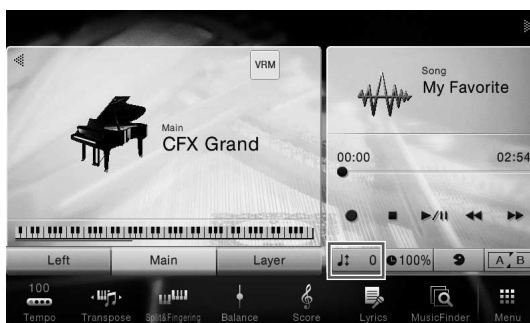 VRM
Main
CFX Grand
Song
My Favorite
00:00
02:54
Left
Main
Layer
0
100%
A B
100
Tempo
Transpose
Split&Fingering
Balance
Score
Lyrics
MusicFinder
Menu